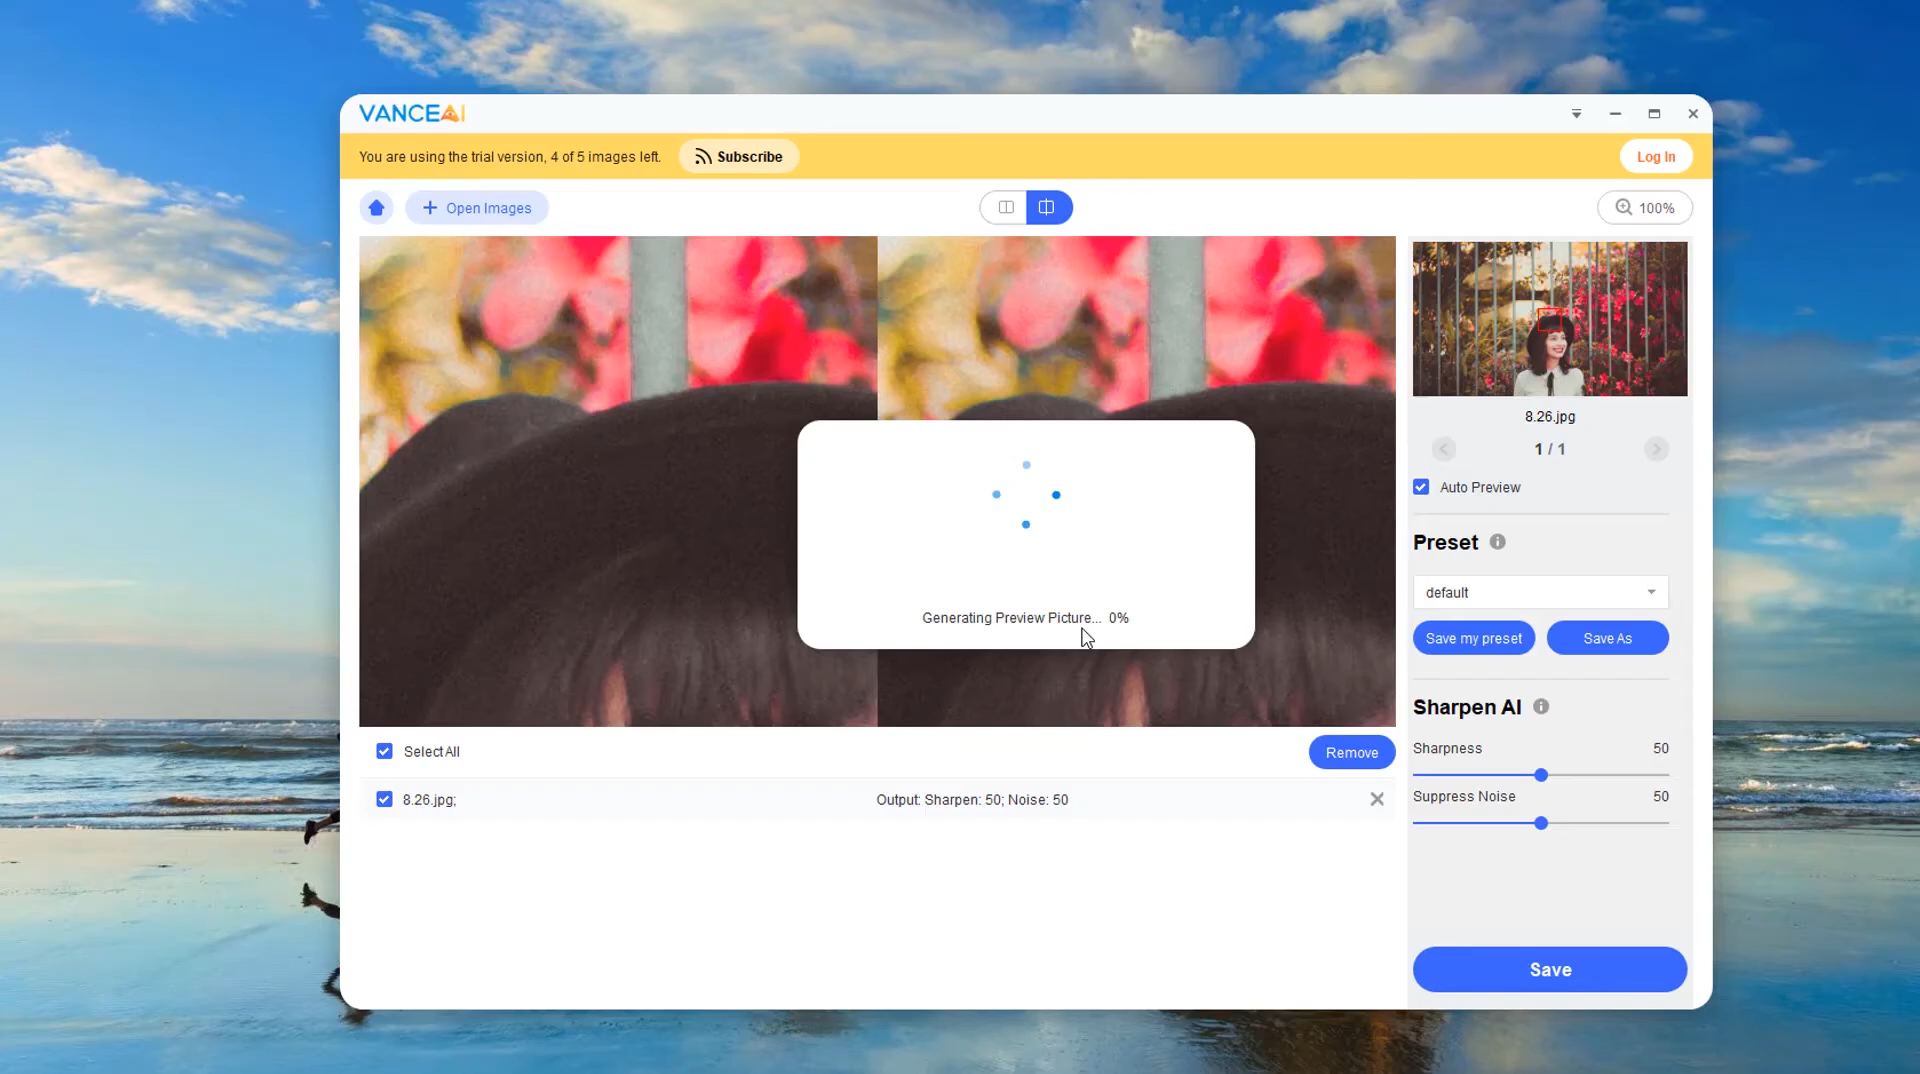 VANCEAI
You are using the trial version, 4 of 5 images left.
Subscribe
Log In
Open Images
100%
8.26.jpg
1 / 1
Auto Preview
Preset
default
Save my preset
Save As
Generating Preview Picture... 0%
Sharpen AI
Sharpness 50
Suppress Noise 50
Select All
Remove
8.26.jpg;
Output: Sharpen: 50; Noise: 50
Save